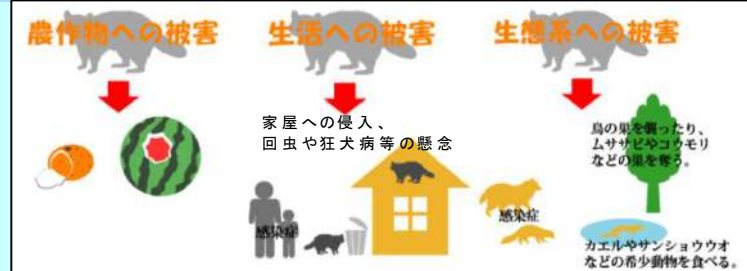 農作物への被害
生活への被害
生態系への被害
家屋への侵入、
回虫や狂犬病等の懸念
感染症
感染症
鳥の巣を襲ったり、
ムササビやコウモリ
などの巣を奪う。
カエルやサンショウウオ
などの希少動物を食べる。